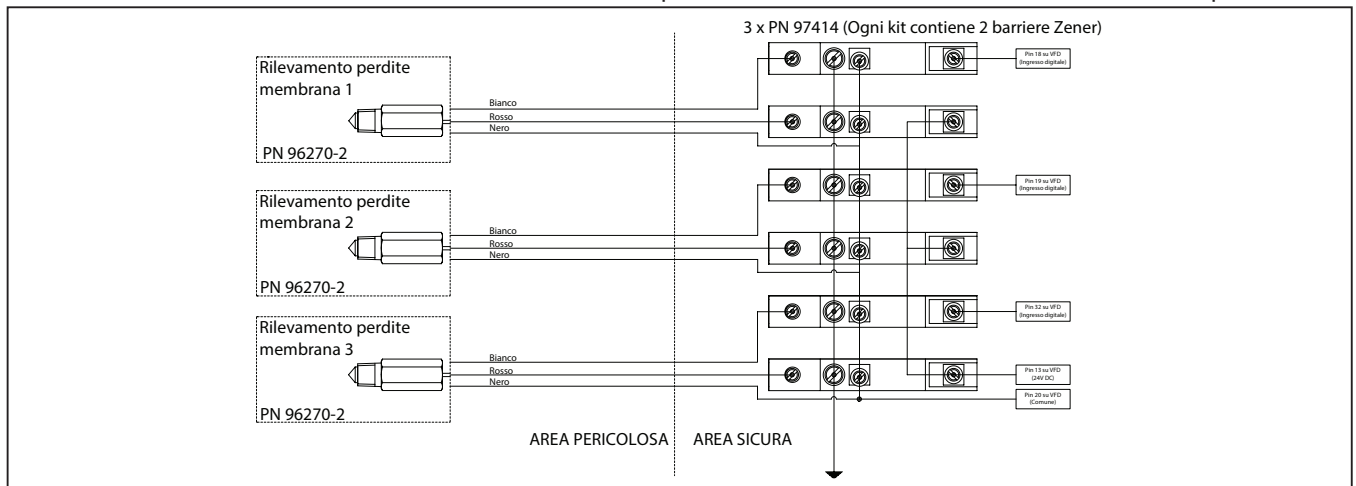 3 x PN 97414 (Ogni kit contiene 2 barriere Zener)
Rilevamento perdite
membrana 1
PN 96270-2
Bianco
Rosso
Nero
Pin 18 su VFD
(Ingresso digitale)
Rilevamento perdite
membrana 2
PN 96270-2
Bianco
Rosso
Nero
Pin 19 su VFD
(Ingresso digitale)
Rilevamento perdite
membrana 3
PN 96270-2
Bianco
Rosso
Nero
Pin 32 su VFD
(Ingresso digitale)
Pin 13 su VFD
(24V DC)
Pin 20 su VFD
(Comune)
AREA PERICOLOSA
AREA SICURA